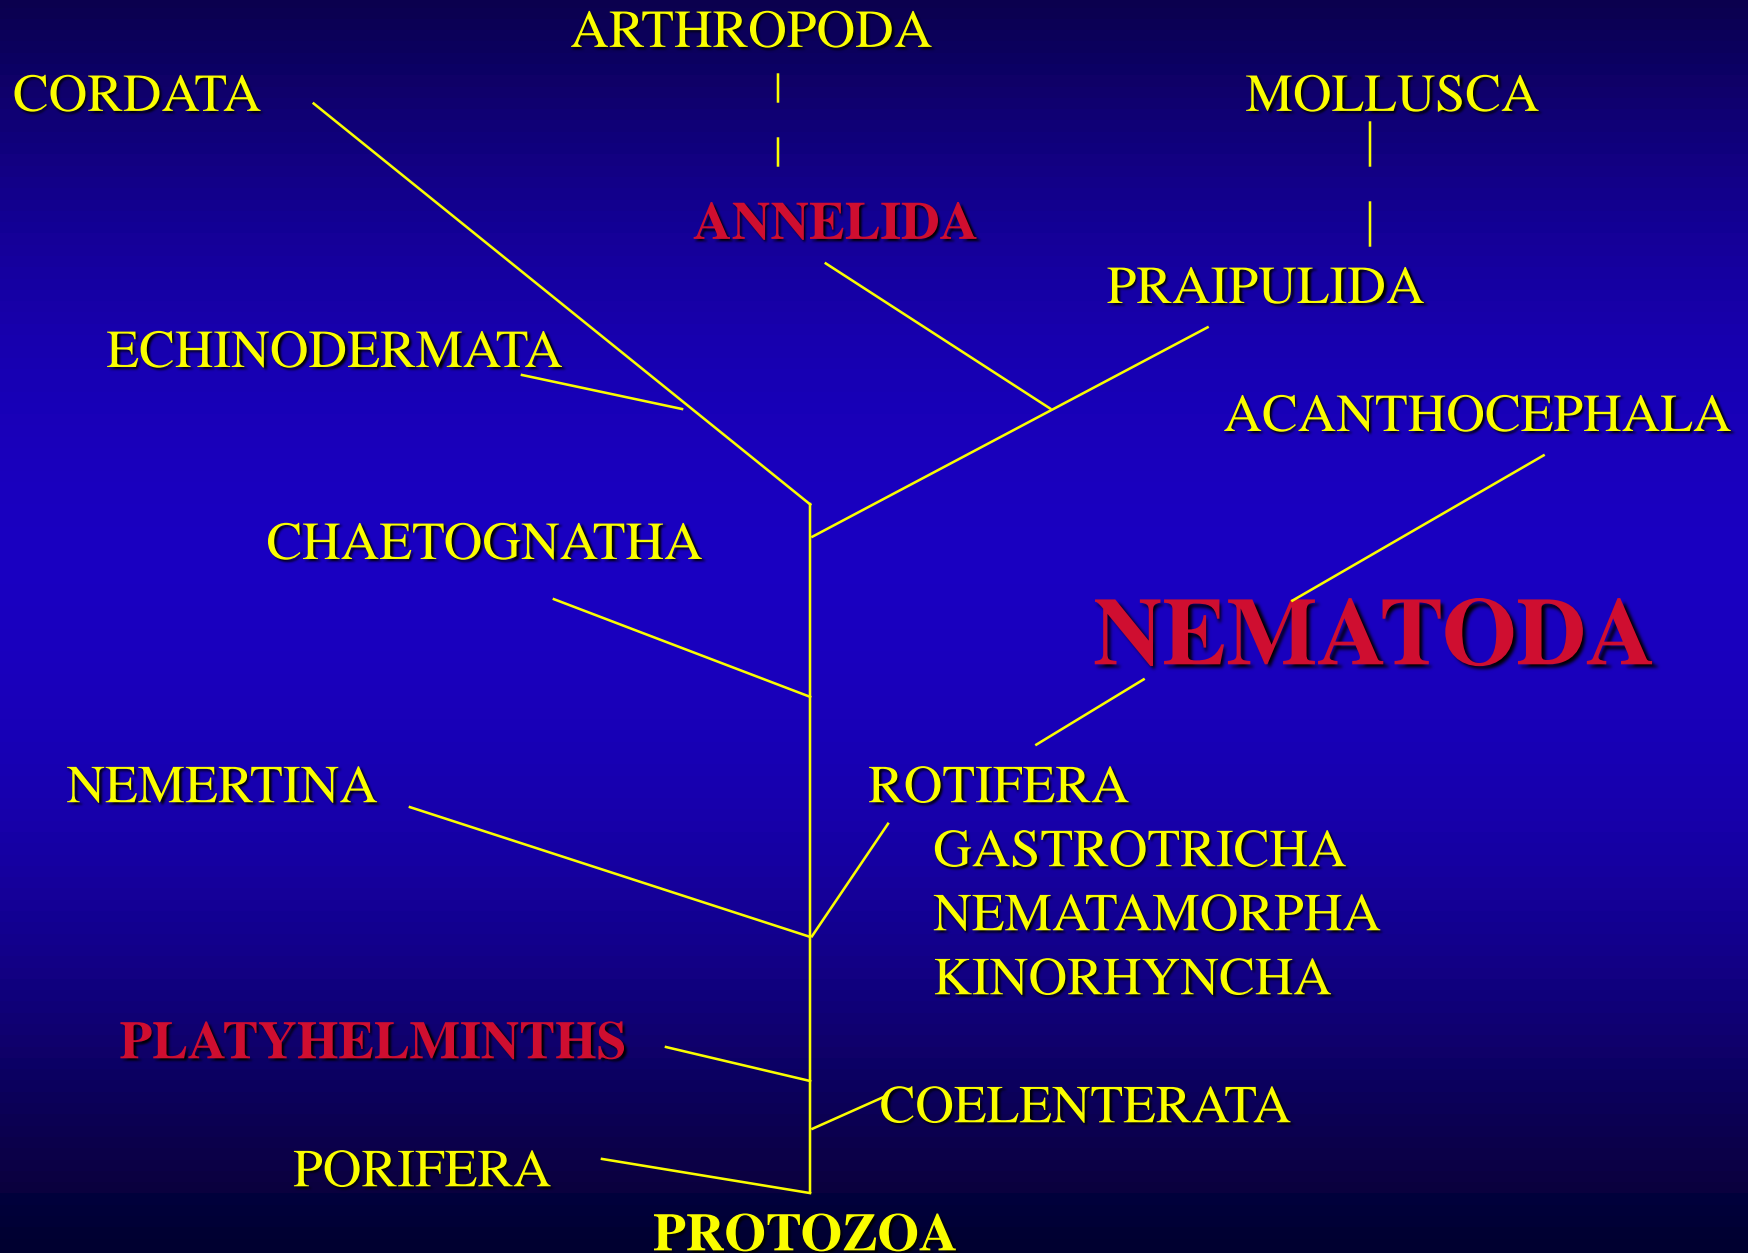 ARTHROPODA
CORDATA
MOLLUSCA
ANNELIDA
PRAIPULIDA
ECHINODERMATA
ACANTHOCEPHALA
CHAETOGNATHA
NEMATODA
NEMERTINA
ROTIFERA
GASTROTRICHA
NEMATAMORPHA
KINORHYNCHA
PLATYHELMINTHS
COELENTERATA
PORIFERA
PROTOZOA